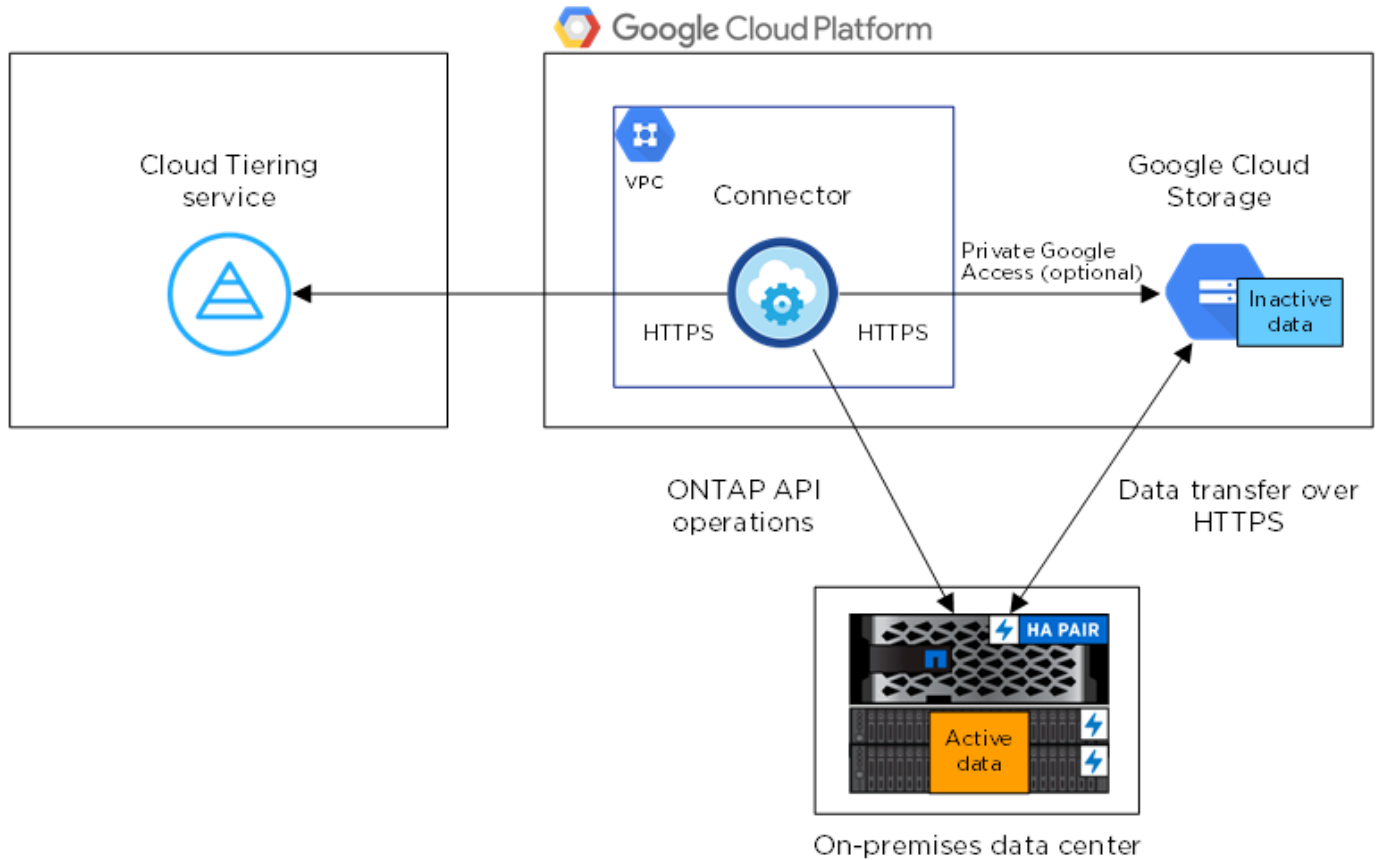 Google Cloud Platform
Cloud Tiering
service
VPC
Connector
Google Cloud
Storage
Private Google
Access (optional)
Inactive
data
HTTPS
HTTPS
ONTAP API
operations
Data transfer over
HTTPS
HA PAIR
Active
data
On-premises data center